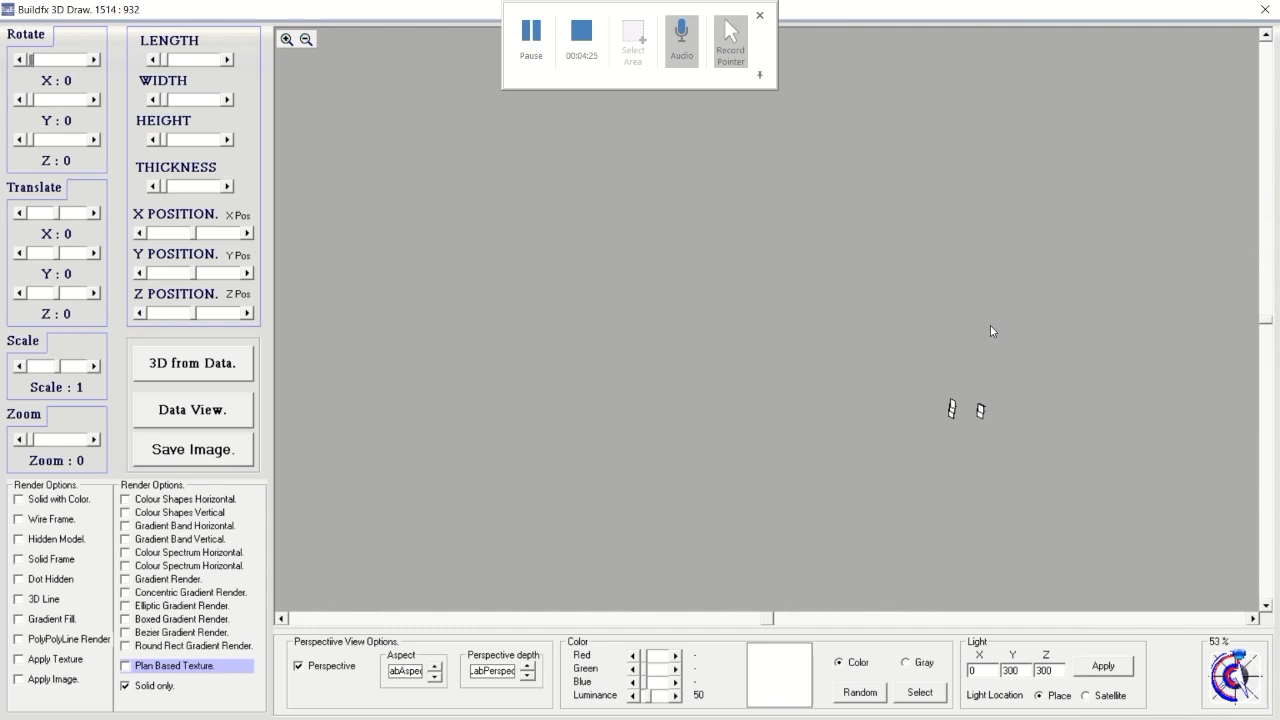 Buildfx 3D Draw. 1514 : 932
Pause
00:04:25
Select
Area
Audio
Record
Pointer
Rotate
X : 0
Y : 0
Z : 0
Translate
X : 0
Y : 0
Z : 0
Scale
Scale : 1
Zoom
Zoom : 0
LENGTH
WIDTH
HEIGHT
THICKNESS
X POSITION. X Pos
Y POSITION. Y Pos
Z POSITION. Z Pos
3D from Data.
Data View.
Save Image.
Render Options.
Solid with Color.
Wire Frame.
Hidden Model.
Solid Frame
Dot Hidden
3D Line
Gradient Fill.
PolyPolyLine Render
Apply Texture
Apply Image.
Render Options.
Colour Shapes Horizontal.
Colour Shapes Vertical
Gradient Band Horizontal.
Gradient Band Vertical.
Colour Spectrum Horizontal.
Colour Spectrum Horizontal.
Gradient Render.
Concentric Gradient Render.
Elliptic Gradient Render.
Boxed Gradient Render.
Bezier Gradient Render.
Round Rect Gradient Render.
Plan Based Texture.
Solid only.
Perspective View Options.
Perspective
Aspect
abAspec
Perspective depth
.abPerspec
Color
Red -
Green -
Blue -
Luminance 50
Color
Gray
Random
Select
Light
X Y Z
0 300 300
Apply
Light Location
Place
Satellite
53 %